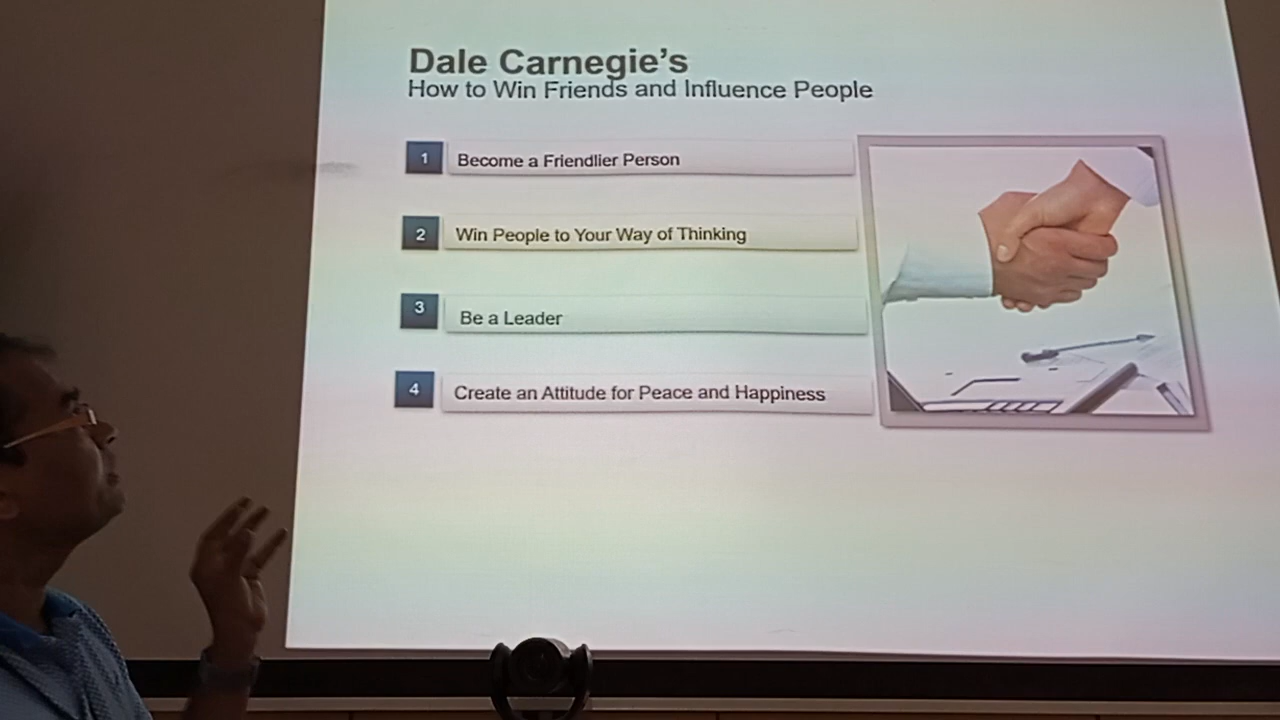 Dale Carnegie's
How to Win Friends and Influence People
1 Become a Friendlier Person
2 Win People to Your Way of Thinking
3 Be a Leader
4 Create an Attitude for Peace and Happiness